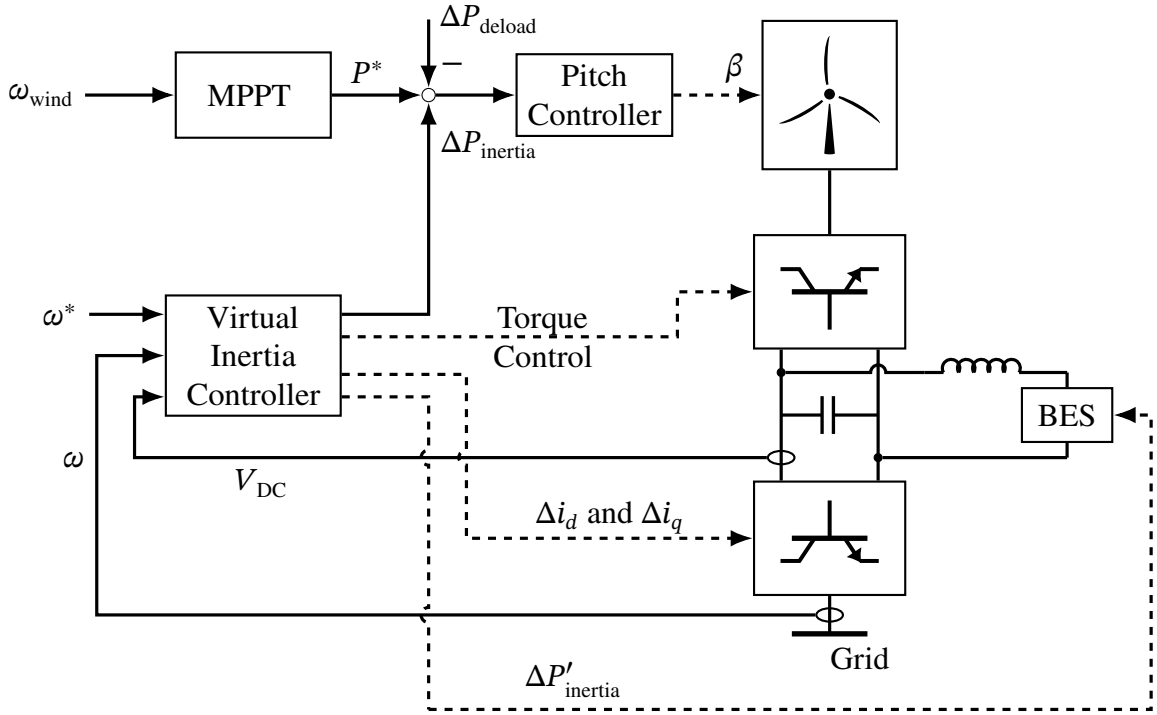 ΔP_deload
−
ω_wind
MPPT
P*
Pitch
Controller
β
ΔP_inertia
ω*
Virtual
Inertia
Controller
Torque
Control
BES
ω
V_DC
Δi_d and Δi_q
Grid
ΔP′_inertia